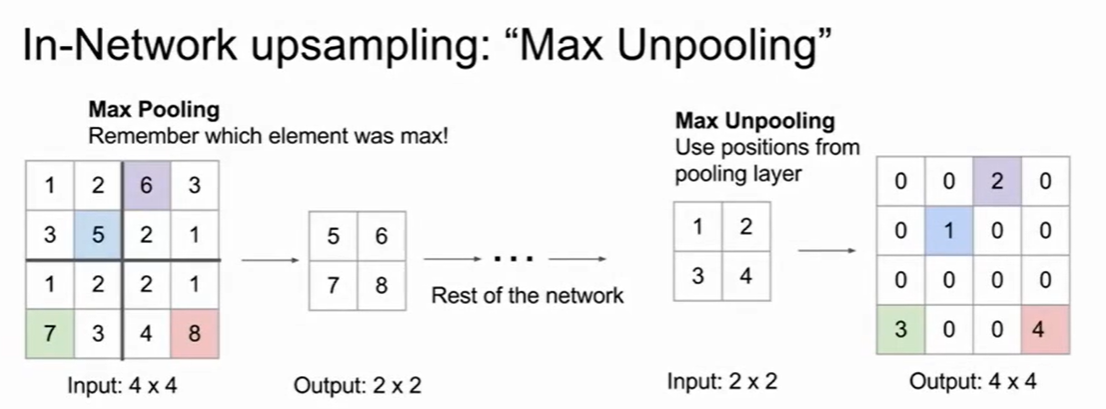 In-Network upsampling: “Max Unpooling”
Max Pooling
Remember which element was max!
1 2 6 3
3 5 2 1
1 2 2 1
7 3 4 8
Input: 4 x 4
5 6
7 8
Output: 2 x 2
...
Rest of the network
Max Unpooling
Use positions from
pooling layer
1 2
3 4
Input: 2 x 2
0 0 2 0
0 1 0 0
0 0 0 0
3 0 0 4
Output: 4 x 4